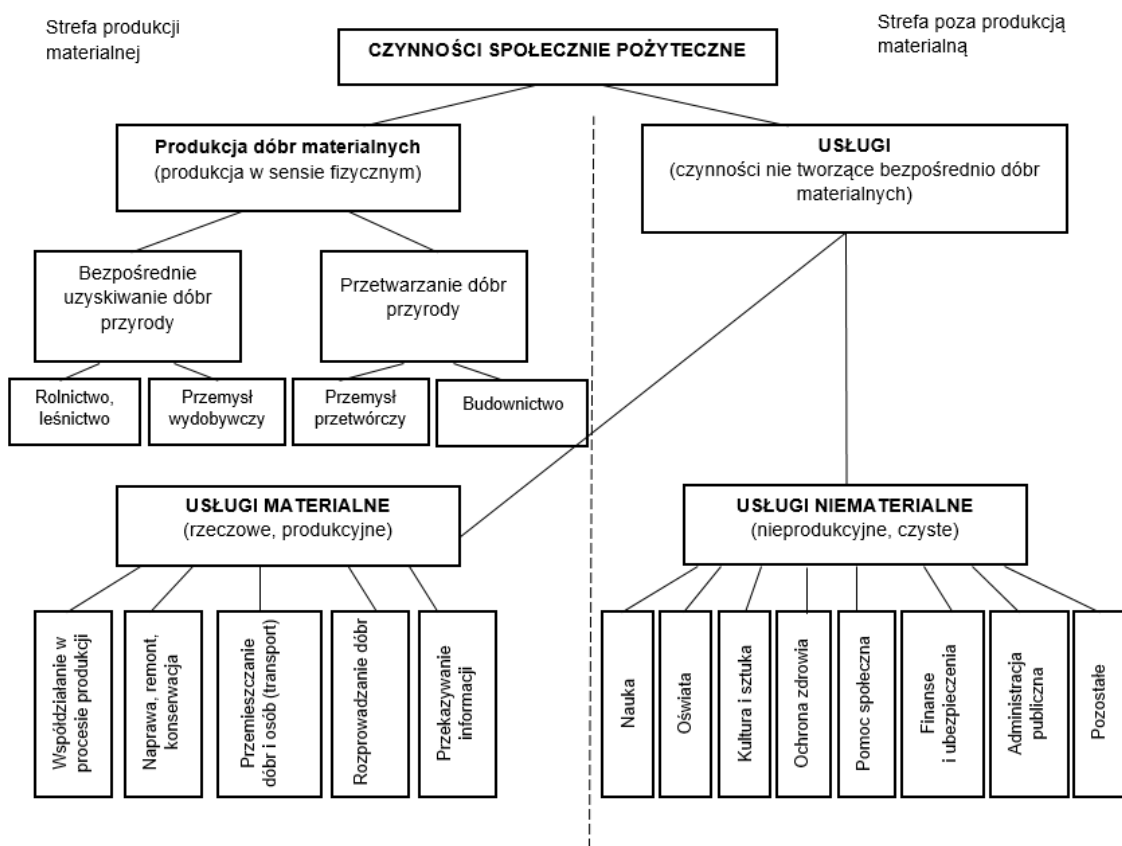 Strefa produkcji
materialnej
CZYNNOŚCI SPOŁECZNIE POŻYTECZNE
Strefa poza produkcją
materialną
Produkcja dóbr materialnych
(produkcja w sensie fizycznym)
USŁUGI
(czynności nie tworzące bezpośrednio dóbr
materialnych)
Bezpośrednie
uzyskiwanie dóbr
przyrody
Przetwarzanie dóbr
przyrody
Rolnictwo,
leśnictwo
Przemysł
wydobywczy
Przemysł
przetwórczy
Budownictwo
USŁUGI MATERIALNE
(rzeczowe, produkcyjne)
USŁUGI NIEMATERIALNE
(nieprodukcyjne, czyste)
Współdziałanie w
procesie produkcji
Naprawa, remont,
konserwacja
Przemieszczanie
dóbr i osób (transport)
Rozprowadzanie dóbr
Przekazywanie
informacji
Nauka
Oświata
Kultura i sztuka
Ochrona zdrowia
Pomoc społeczna
Finanse
i ubezpieczenia
Administracja
publiczna
Pozostałe